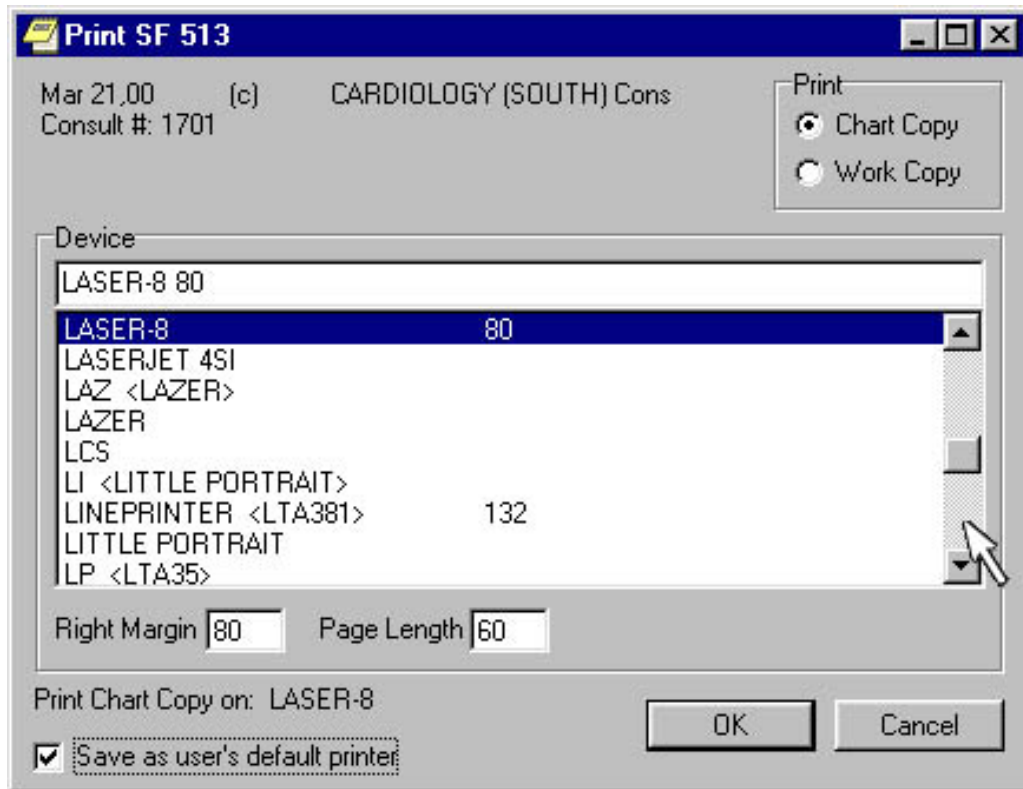 Print SF 513
Mar 21,00 (c) CARDIOLOGY (SOUTH) Cons
Consult #: 1701
Print
Chart Copy
Work Copy
Device
LASER-8 80
LASER-8 80
LASERJET 4SI
LAZ <LAZER>
LAZER
LCS
LI <LITTLE PORTRAIT>
LINEPRINTER <LTA381> 132
LITTLE PORTRAIT
LP <LTA35>
Right Margin 80 Page Length 60
Print Chart Copy on: LASER-8
OK Cancel
Save as user's default printer